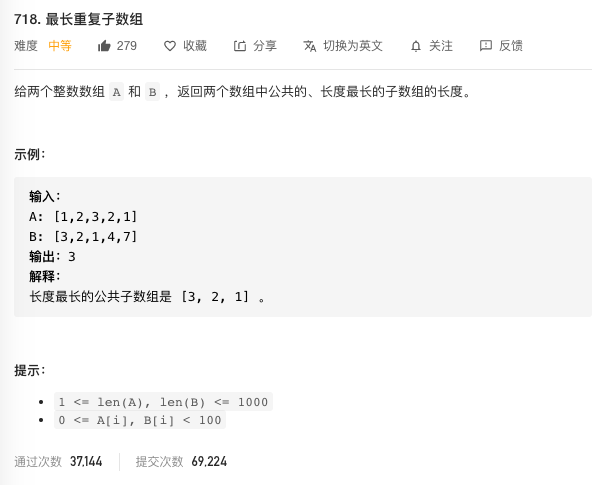 718. 最长重复子数组
难度 中等 279 收藏 分享 切换为英文 关注 反馈
给两个整数数组 A 和 B ，返回两个数组中公共的、长度最长的子数组的长度。
示例：
输入：
A: [1,2,3,2,1]
B: [3,2,1,4,7]
输出：3
解释：
长度最长的公共子数组是 [3, 2, 1] 。
提示：
• 1 <= len(A), len(B) <= 1000
• 0 <= A[i], B[i] < 100
通过次数 37,144 提交次数 69,224